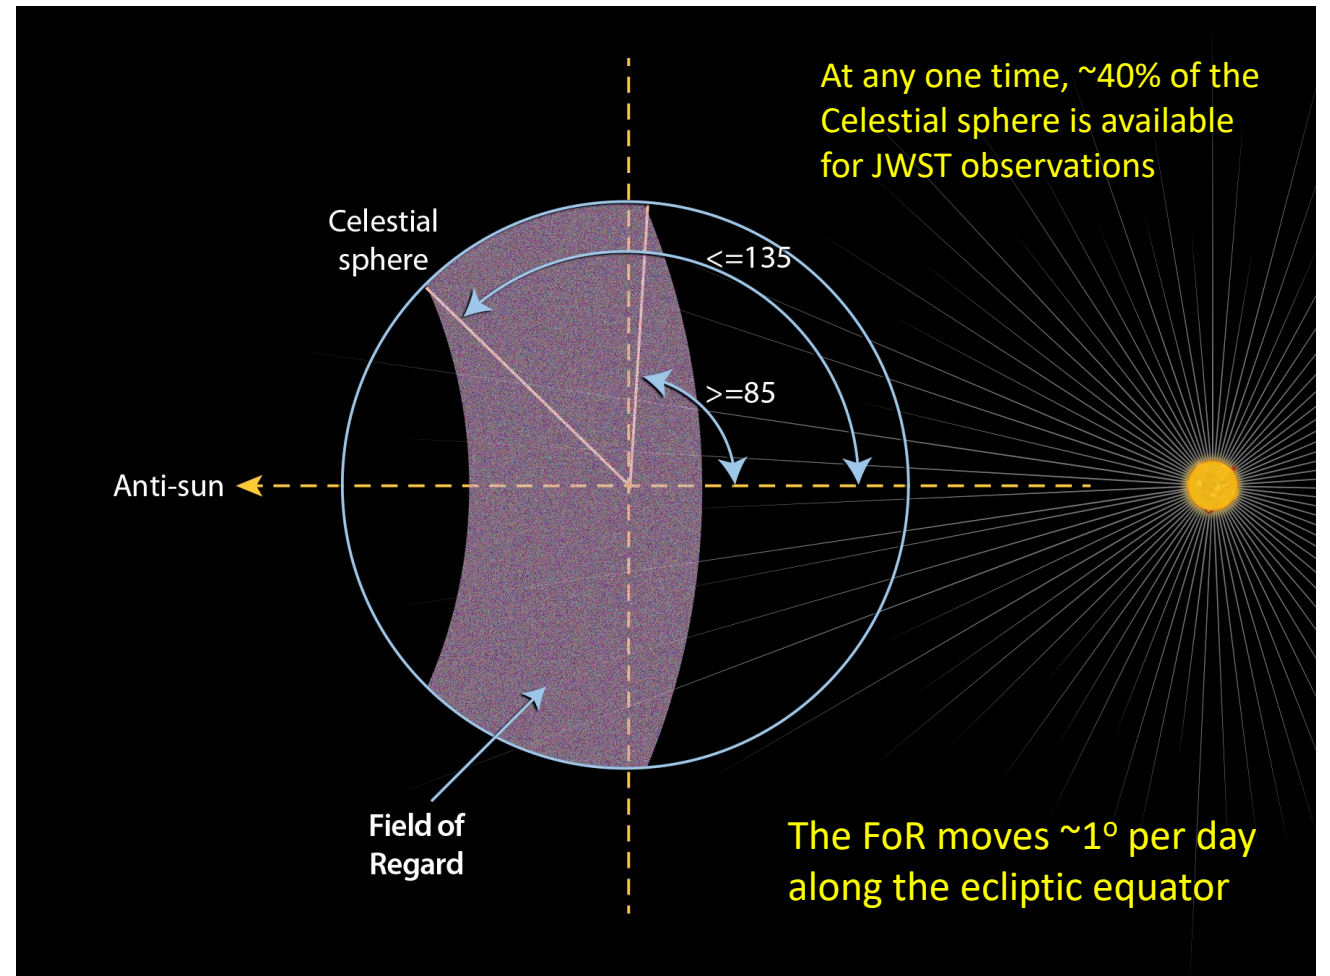 At any one time, ~40% of the
Celestial sphere is available
for JWST observations
Celestial
sphere
<=135
>=85
Anti-sun
Field of
Regard
The FoR moves ~1º per day
along the ecliptic equator